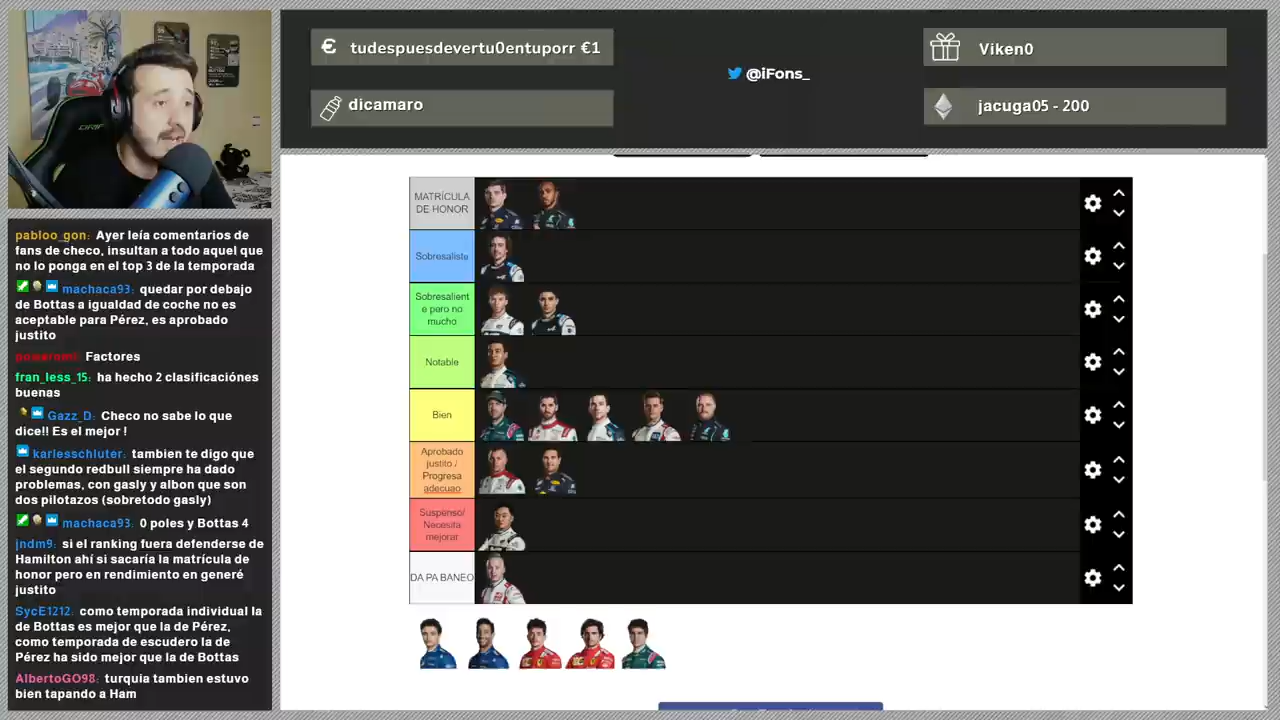 tudespuesdevertu0entuporr €1
dicamaro
@iFons_
Viken0
jacuga05 - 200
pabloo_gon: Ayer leía comentarios de
fans de checo, insultan a todo aquel que
no lo ponga en el top 3 de la temporada
machaca93: quedar por debajo
de Bottas a igualdad de coche no es
aceptable para Pérez, es aprobado
justito
Factores
fran_less_15: ha hecho 2 clasificaciónes
buenas
Gazz_D: Checo no sabe lo que
dice!! Es el mejor !
karlesschluter: tambien te digo que
el segundo redbull siempre ha dado
problemas, con gasly y albon que son
dos pilotazos (sobretodo gasly)
machaca93: 0 poles y Bottas 4
jndm9: si el ranking fuera defenderse de
Hamilton ahí si sacaría la matrícula de
honor pero en rendimiento en generé
justito
SycE1212: como temporada individual la
de Bottas es mejor que la de Pérez,
como temporada de escudero la de
Pérez ha sido mejor que la de Bottas
AlbertoGO98: turquia tambien estuvo
bien tapando a Ham
MATRÍCULA
DE HONOR
Sobresaliste
Sobresalient
e pero no
mucho
Notable
Bien
Aprobado
justito /
Progresa
adecuao
Suspenso/
Necesita
mejorar
DA PA BANEO